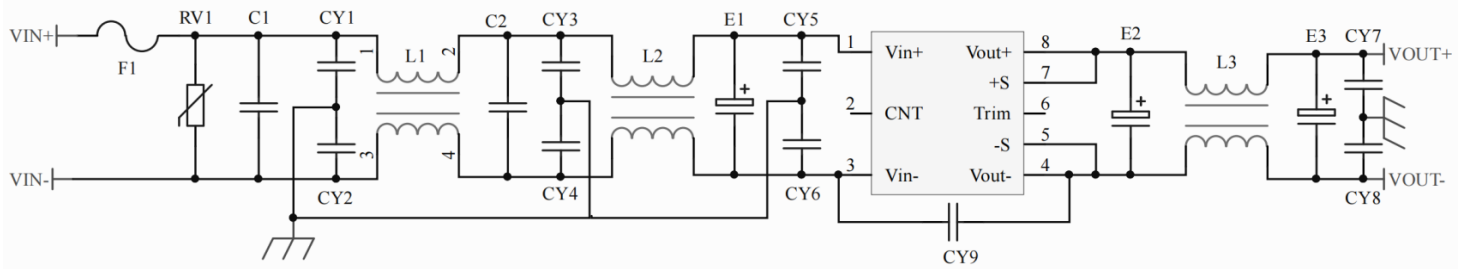 VIN+
F1
RV1
C1
CY1
1
L1
2
C2
CY3
L2
E1
CY5
1
Vin+
Vout+
8
E2
L3
E3
CY7
VOUT+
+S
7
+
2
CNT
Trim
6
+
+
-S
5
3
4
VIN-
CY2
CY4
CY6
3
Vin-
Vout-
4
CY8
VOUT-
CY9